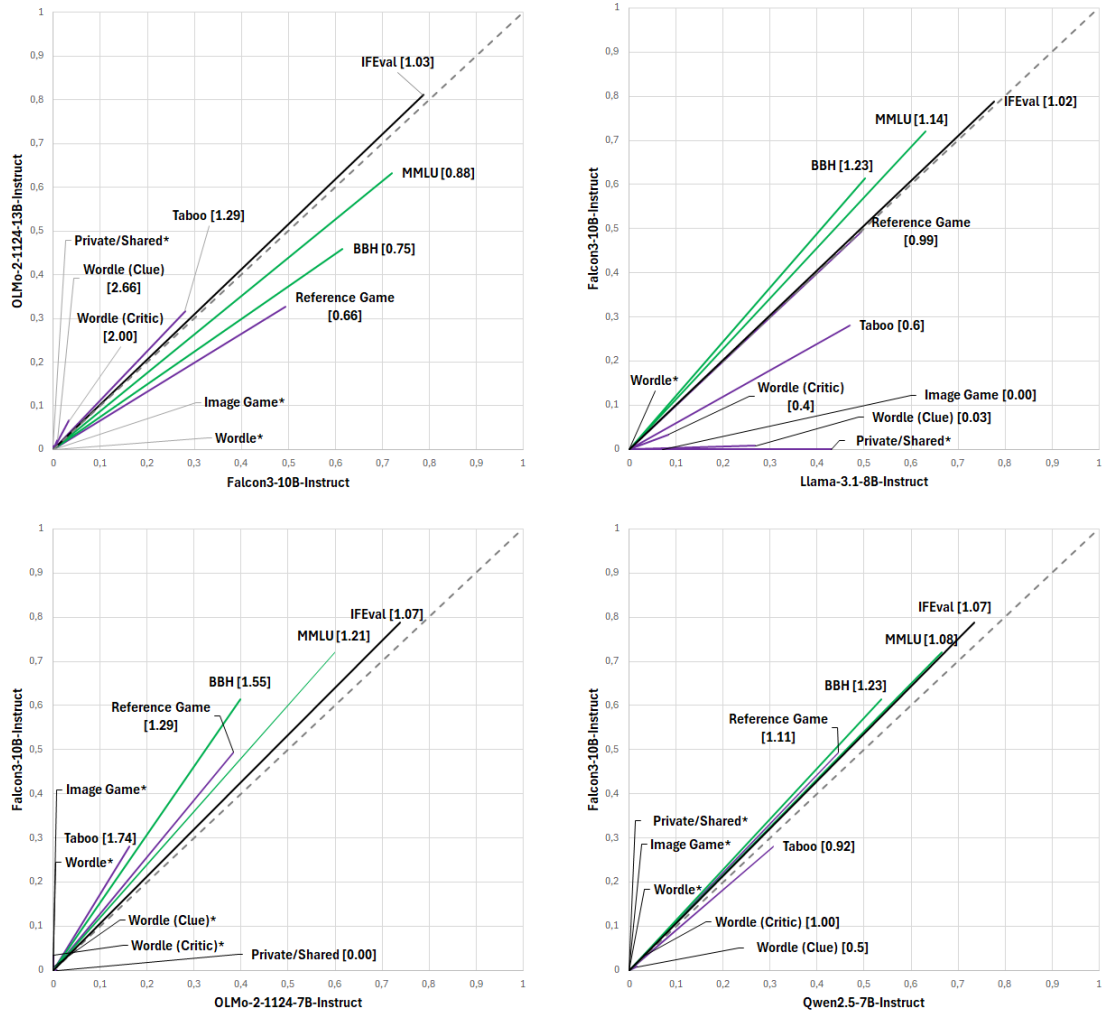 1
0,9
0,8
0,7
0,6
0,5
0,4
0,3
0,2
0,1
0
OLMo-2-1124-13B-Instruct
IFEval [1.03]
MMLU [0.88]
Taboo [1.29]
Private/Shared*
BBH [0.75]
Wordle (Clue)
[2.66]
Reference Game
[0.66]
Wordle (Critic)
[2.00]
Image Game*
Wordle*
0,1 0,2 0,3 0,4 0,5 0,6 0,7 0,8 0,9 1
Falcon3-10B-Instruct
1
0,9
0,8
0,7
0,6
0,5
0,4
0,3
0,2
0,1
0
Falcon3-10B-Instruct
IFEval [1.02]
MMLU [1.14]
BBH [1.23]
Reference Game
[0.99]
Taboo [0.6]
Wordle*
Wordle (Critic)
[0.4]
Image Game [0.00]
Wordle (Clue) [0.03]
Private/Shared*
0 0,1 0,2 0,3 0,4 0,5 0,6 0,7 0,8 0,9 1
Llama-3.1-8B-Instruct
1
0,9
0,8
0,7
0,6
0,5
0,4
0,3
0,2
0,1
0
Falcon3-10B-Instruct
IFEval [1.07]
MMLU [1.21]
BBH [1.55]
Reference Game
[1.29]
Image Game*
Taboo [1.74]
Wordle*
Wordle (Clue)*
Wordle (Critic)*
Private/Shared [0.00]
0 0,1 0,2 0,3 0,4 0,5 0,6 0,7 0,8 0,9 1
OLMo-2-1124-7B-Instruct
1
0,9
0,8
0,7
0,6
0,5
0,4
0,3
0,2
0,1
0
Falcon3-10B-Instruct
IFEval [1.07]
MMLU [1.08]
BBH [1.23]
Reference Game
[1.11]
Private/Shared*
Image Game*
Taboo [0.92]
Wordle*
Wordle (Critic) [1.00]
Wordle (Clue) [0.5]
0 0,1 0,2 0,3 0,4 0,5 0,6 0,7 0,8 0,9 1
Qwen2.5-7B-Instruct